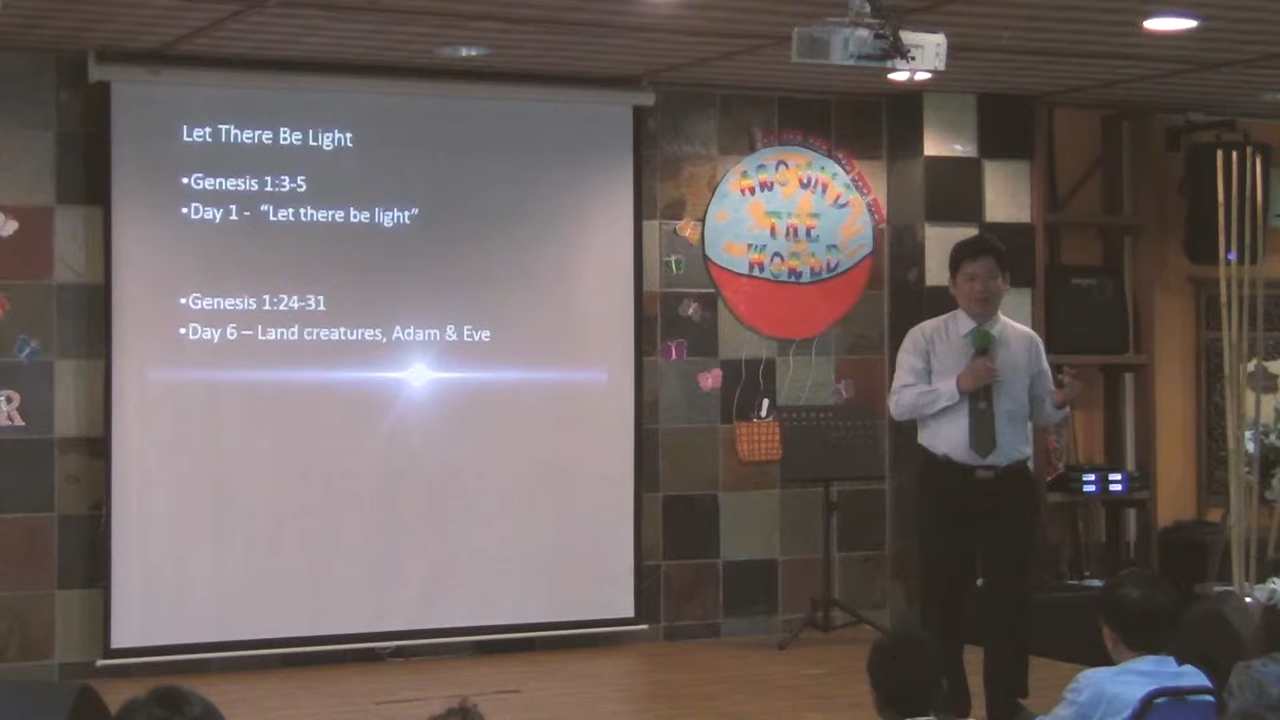 Let There Be Light
•Genesis 1:3-5
•Day 1 - “Let there be light”
•Genesis 1:24-31
•Day 6 – Land creatures, Adam & Eve
AROUND
THE
WORLD
R